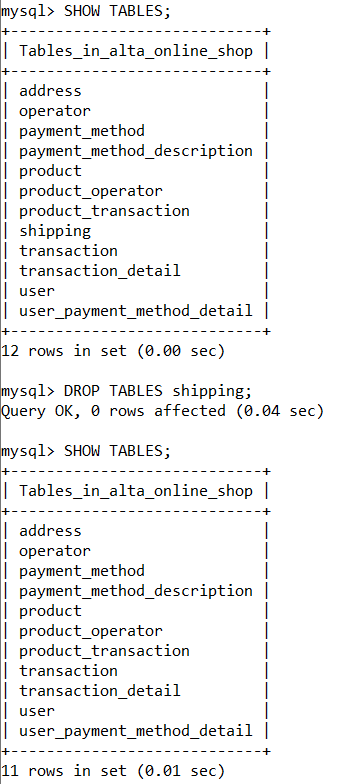 mysql> SHOW TABLES;
+---------------------------+
| Tables_in_alta_online_shop |
+---------------------------+
| address                    |
| operator                   |
| payment_method             |
| payment_method_description |
| product                    |
| product_operator           |
| product_transaction        |
| shipping                   |
| transaction                |
| transaction_detail         |
| user                       |
| user_payment_method_detail |
+---------------------------+
12 rows in set (0.00 sec)
mysql> DROP TABLES shipping;
Query OK, 0 rows affected (0.04 sec)
mysql> SHOW TABLES;
+---------------------------+
| Tables_in_alta_online_shop |
+---------------------------+
| address                    |
| operator                   |
| payment_method             |
| payment_method_description |
| product                    |
| product_operator           |
| product_transaction        |
| transaction                |
| transaction_detail         |
| user                       |
| user_payment_method_detail |
+---------------------------+
11 rows in set (0.01 sec)